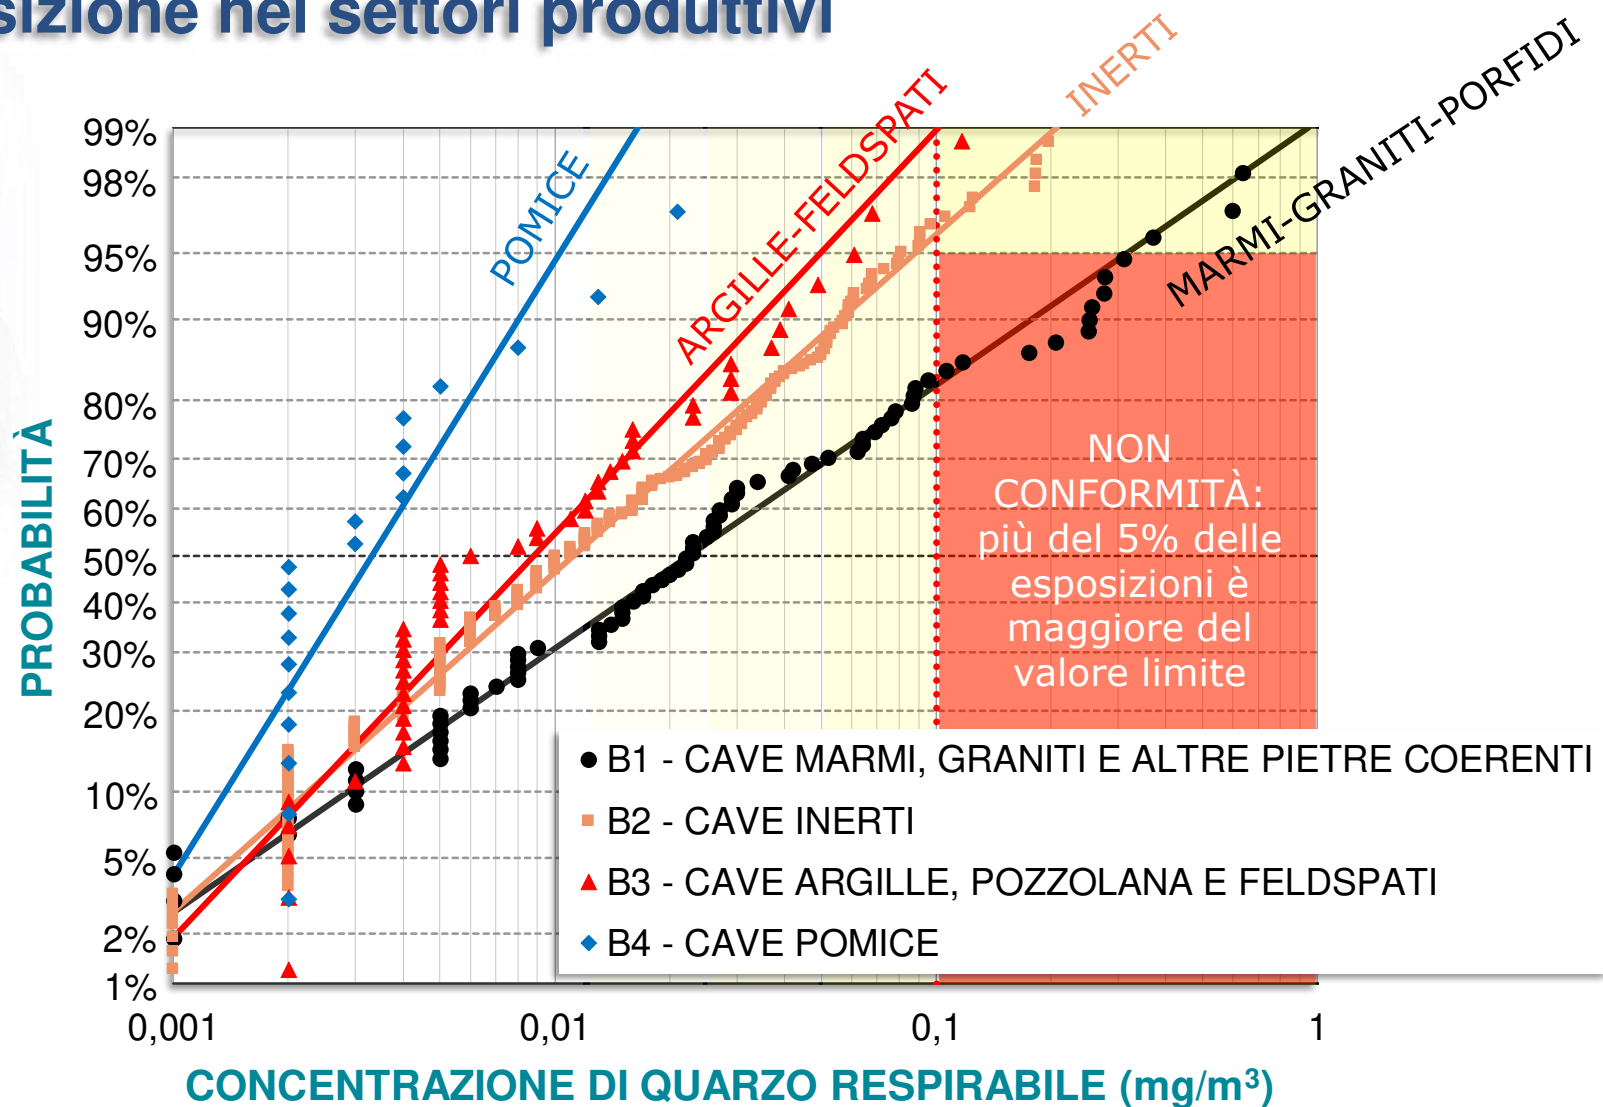 sizione nei settori produttivi
INERTI
MARMI-GRANITI-PORFIDI
ARGILLE-FELDSPATI
POMICE
99%
98%
95%
90%
80%
70%
60%
50%
40%
30%
20%
10%
5%
2%
1%
PROBABILITÀ
NON
CONFORMITÀ:
più del 5% delle
esposizioni è
maggiore del
valore limite
B1 - CAVE MARMI, GRANITI E ALTRE PIETRE COERENTI
B2 - CAVE INERTI
B3 - CAVE ARGILLE, POZZOLANA E FELDSPATI
B4 - CAVE POMICE
0,001
0,01
0,1
1
CONCENTRAZIONE DI QUARZO RESPIRABILE (mg/m³)